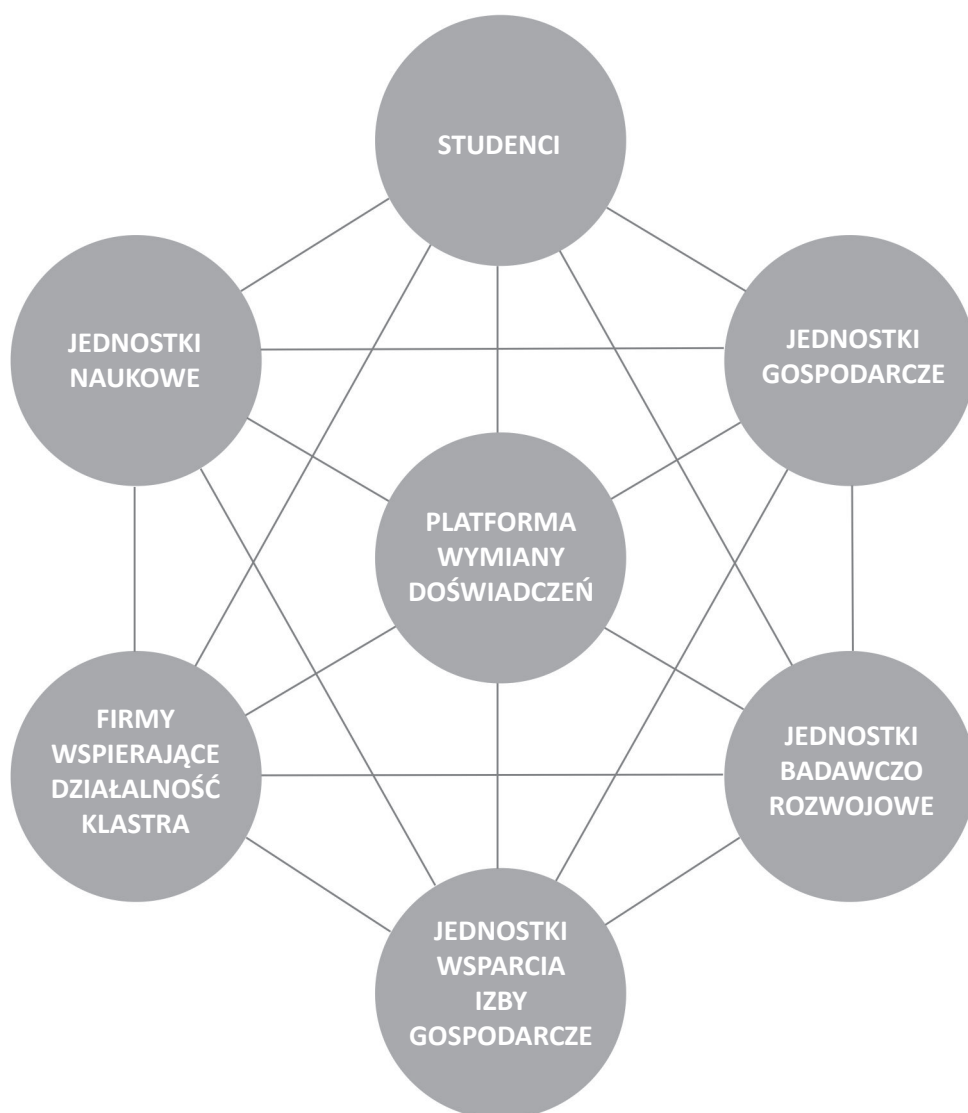 STUDENCI
JEDNOSTKI
NAUKOWE
JEDNOSTKI
GOSPODARCZE
PLATFORMA
WYMIANY
DOŚWIADCZEŃ
FIRMY
WSPIERAJĄCE
DZIAŁALNOŚĆ
KLASTRA
JEDNOSTKI
BADAWCZO
ROZWOJOWE
JEDNOSTKI
WSPARCIA
IZBY
GOSPODARCZE